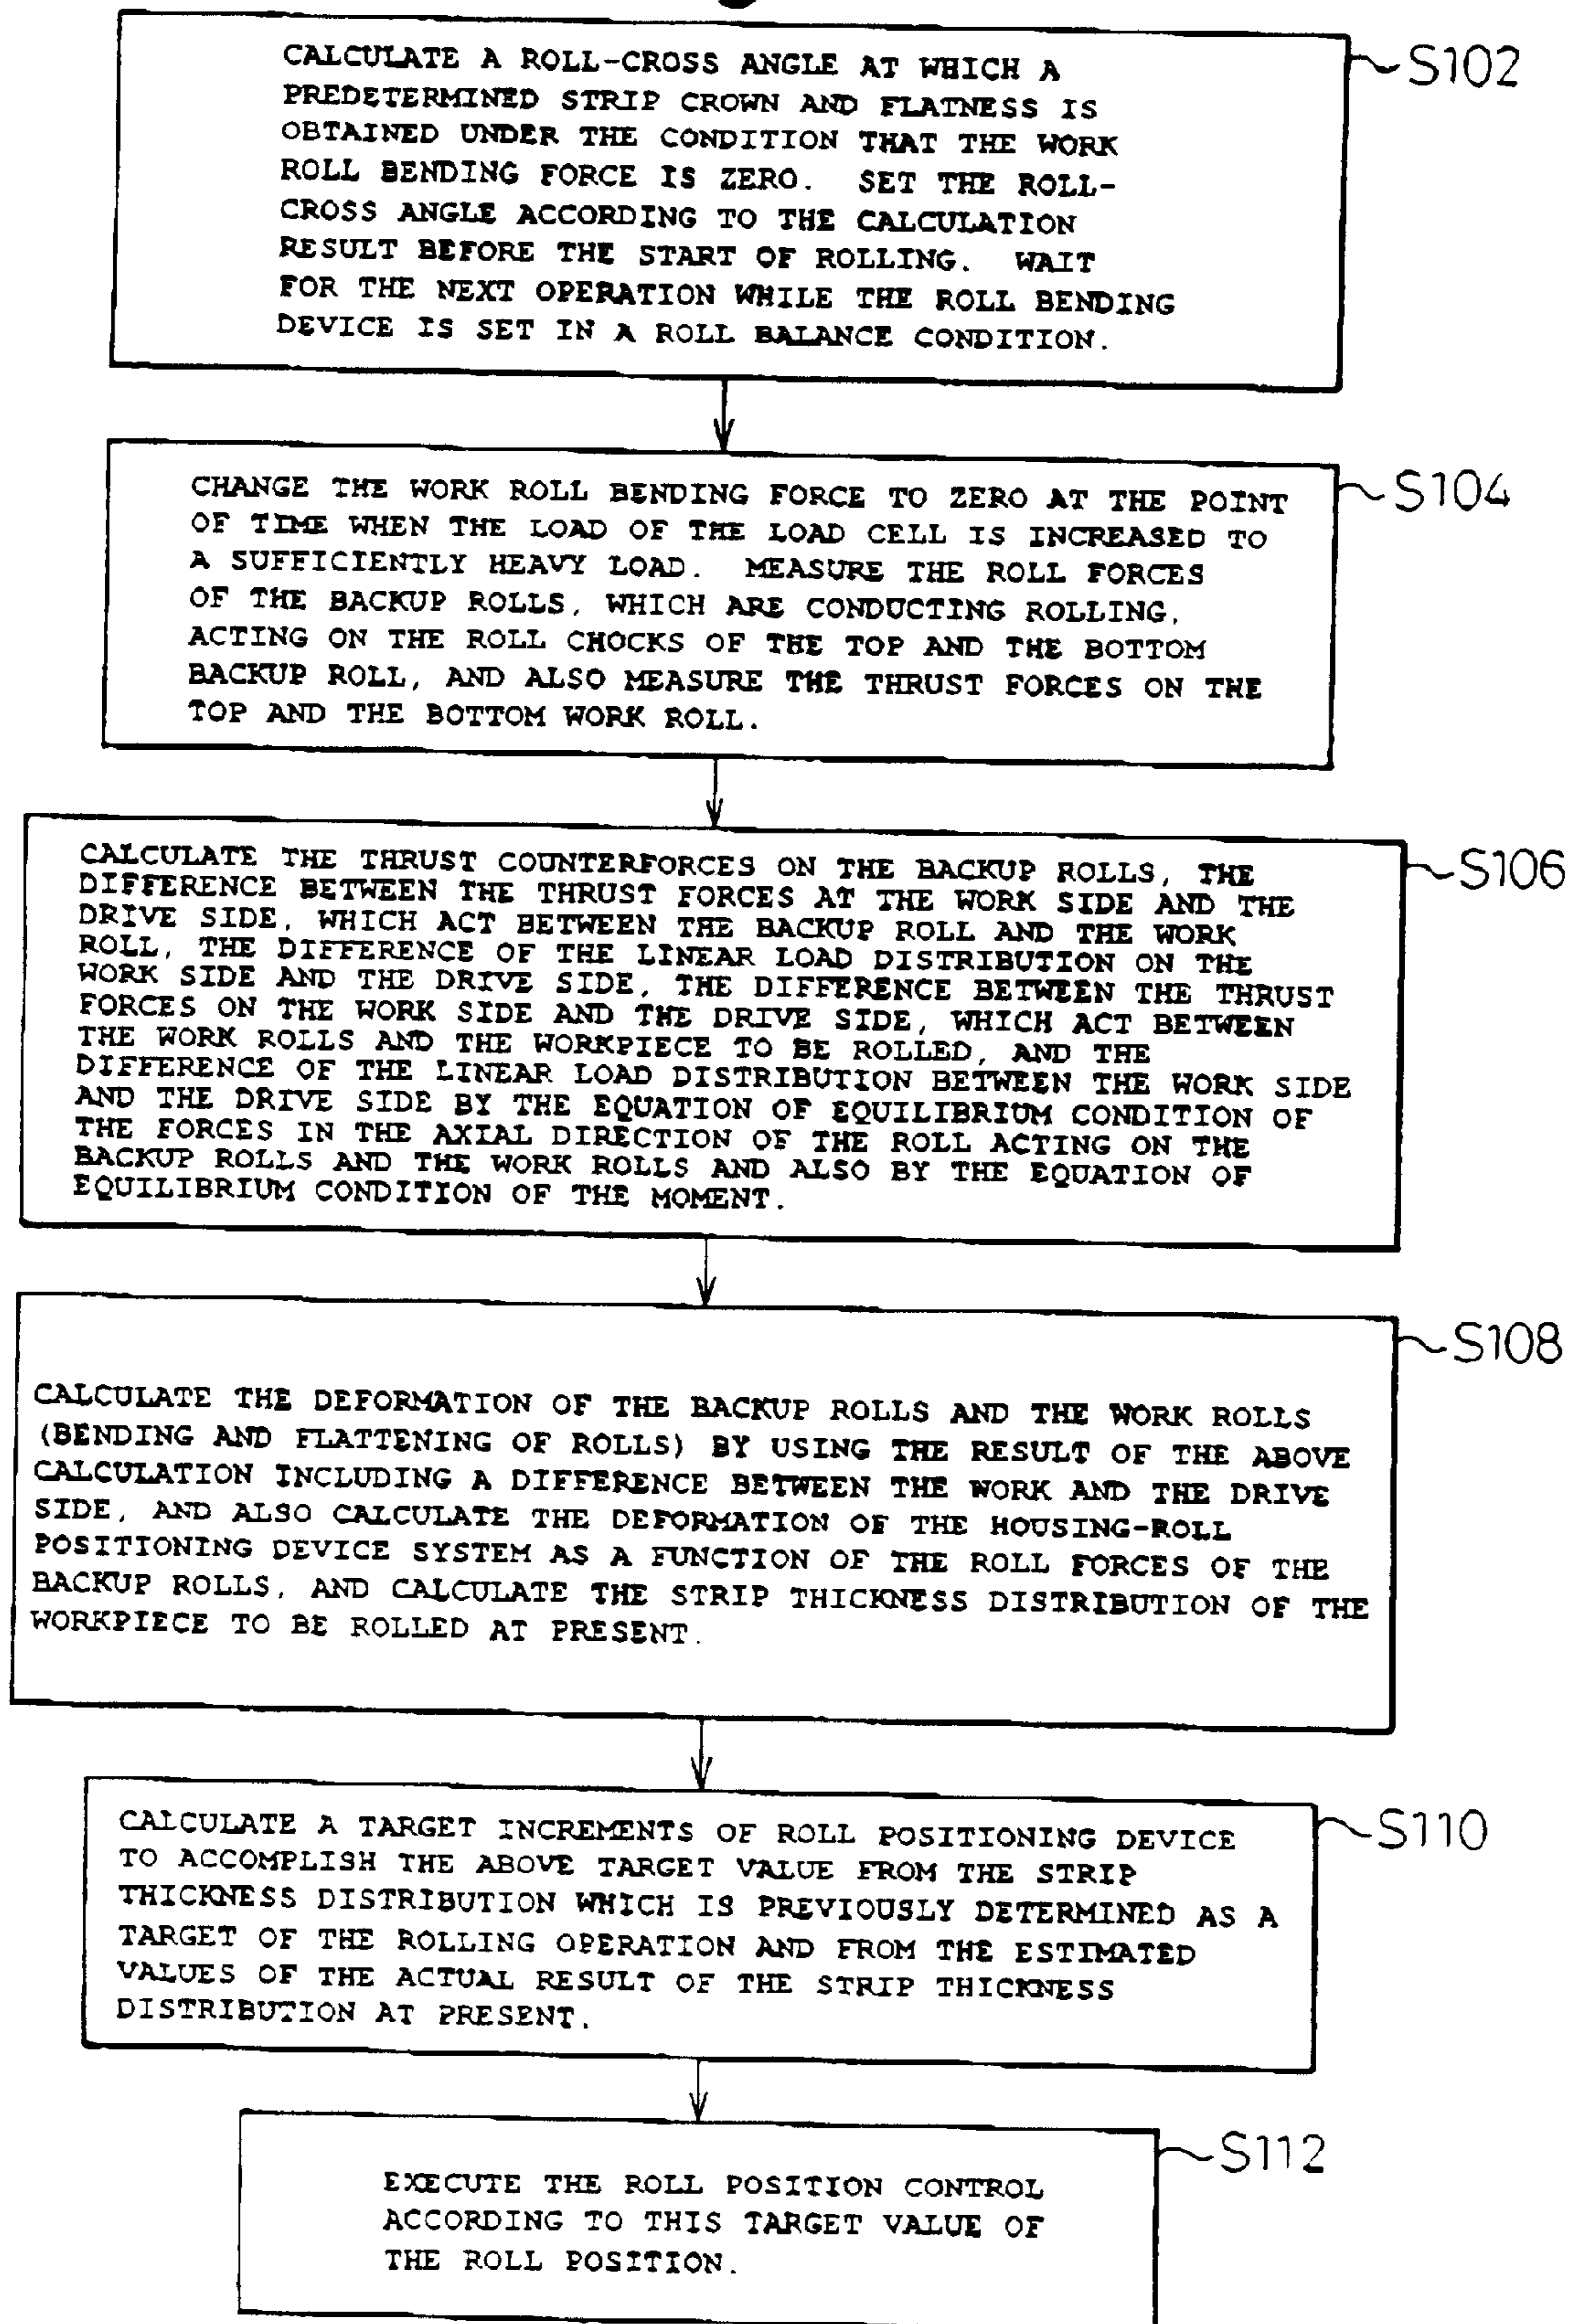 CALCULATE A ROLL-CROSS ANGLE AT WHICH A
PREDETERMINED STRIP CROWN AND FLATNESS IS
OBTAINED UNDER THE CONDITION THAT THE WORK
ROLL BENDING FORCE IS ZERO. SET THE ROLL-
CROSS ANGLE ACCORDING TO THE CALCULATION
RESULT BEFORE THE START OF ROLLING. WAIT
FOR THE NEXT OPERATION WHILE THE ROLL BENDING
DEVICE IS SET IN A ROLL BALANCE CONDITION.
S102
CHANGE THE WORK ROLL BENDING FORCE TO ZERO AT THE POINT
OF TIME WHEN THE LOAD OF THE LOAD CELL IS INCREASED TO
A SUFFICIENTLY HEAVY LOAD. MEASURE THE ROLL FORCES
OF THE BACKUP ROLLS, WHICH ARE CONDUCTING ROLLING,
ACTING ON THE ROLL CHOCKS OF THE TOP AND THE BOTTOM
BACKUP ROLL, AND ALSO MEASURE THE THRUST FORCES ON THE
TOP AND THE BOTTOM WORK ROLL.
S104
CALCULATE THE THRUST COUNTERFORCES ON THE BACKUP ROLLS, THE
DIFFERENCE BETWEEN THE THRUST FORCES AT THE WORK SIDE AND THE
DRIVE SIDE, WHICH ACT BETWEEN THE BACKUP ROLL AND THE WORK
ROLL, THE DIFFERENCE OF THE LINEAR LOAD DISTRIBUTION ON THE
WORK SIDE AND THE DRIVE SIDE, THE DIFFERENCE BETWEEN THE THRUST
FORCES ON THE WORK SIDE AND THE DRIVE SIDE, WHICH ACT BETWEEN
THE WORK ROLLS AND THE WORKPIECE TO BE ROLLED, AND THE
DIFFERENCE OF THE LINEAR LOAD DISTRIBUTION BETWEEN THE WORK SIDE
AND THE DRIVE SIDE BY THE EQUATION OF EQUILIBRIUM CONDITION OF
THE FORCES IN THE AXIAL DIRECTION OF THE ROLL ACTING ON THE
BACKUP ROLLS AND THE WORK ROLLS AND ALSO BY THE EQUATION OF
EQUILIBRIUM CONDITION OF THE MOMENT.
S106
CALCULATE THE DEFORMATION OF THE BACKUP ROLLS AND THE WORK ROLLS
(BENDING AND FLATTENING OF ROLLS) BY USING THE RESULT OF THE ABOVE
CALCULATION INCLUDING A DIFFERENCE BETWEEN THE WORK AND THE DRIVE
SIDE, AND ALSO CALCULATE THE DEFORMATION OF THE HOUSING-ROLL
POSITIONING DEVICE SYSTEM AS A FUNCTION OF THE ROLL FORCES OF THE
BACKUP ROLLS, AND CALCULATE THE STRIP THICKNESS DISTRIBUTION OF THE
WORKPIECE TO BE ROLLED AT PRESENT.
S108
CALCULATE A TARGET INCREMENTS OF ROLL POSITIONING DEVICE
TO ACCOMPLISH THE ABOVE TARGET VALUE FROM THE STRIP
THICKNESS DISTRIBUTION WHICH IS PREVIOUSLY DETERMINED AS A
TARGET OF THE ROLLING OPERATION AND FROM THE ESTIMATED
VALUES OF THE ACTUAL RESULT OF THE STRIP THICKNESS
DISTRIBUTION AT PRESENT.
S110
EXECUTE THE ROLL POSITION CONTROL
ACCORDING TO THIS TARGET VALUE OF
THE ROLL POSITION.
S112